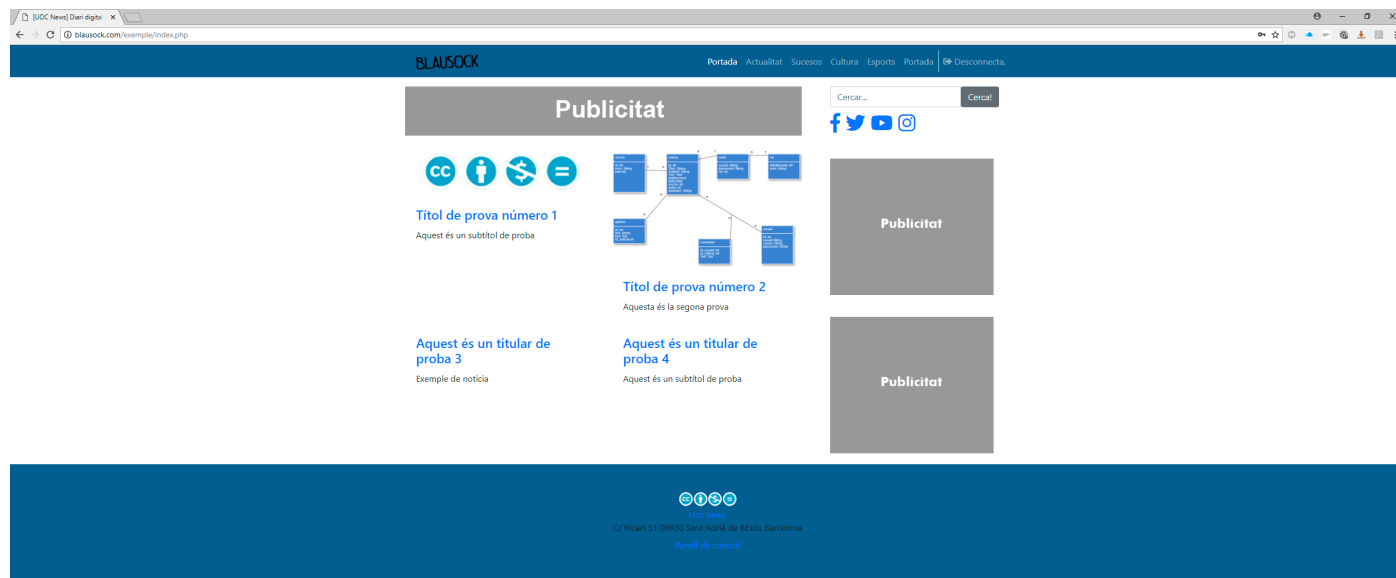 [UOC News] Diari digital
blausock.com/exemple/index.php
BLAUSOCK
Portada Actualitat Sucesos Cultura Esports Portada Desconnecta,
Publicitat
Cercar... Cerca!
cc
Títol de prova número 1
Aquest és un subtítol de proba
Títol de prova número 2
Aquesta és la segona prova
Aquest és un titular de
proba 3
Exemple de noticia
Aquest és un titular de
proba 4
Aquest és un subtítol de proba
Publicitat
Publicitat
cc
Uoc news
C/ Ricart 51 08930 Sant Adrià de BEsòs Barcelona
Panell de control